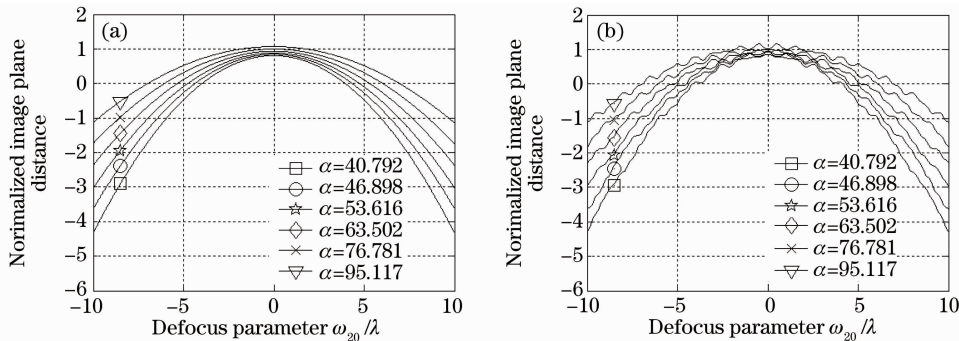 (a)
Norimalized image plane
distance
2
1
0
−1
−2
−3
−4
−5
−6
−10
−5
0
5
10
α=40.792
α=46.898
α=53.616
α=63.502
α=76.781
α=95.117
Defocus parameter ω20/λ
(b)
Norimalized image plane
distance
2
1
0
−1
−2
−3
−4
−5
−6
−10
−5
0
5
10
α=40.792
α=46.898
α=53.616
α=63.502
α=76.781
α=95.117
Defocus parameter ω20/λ